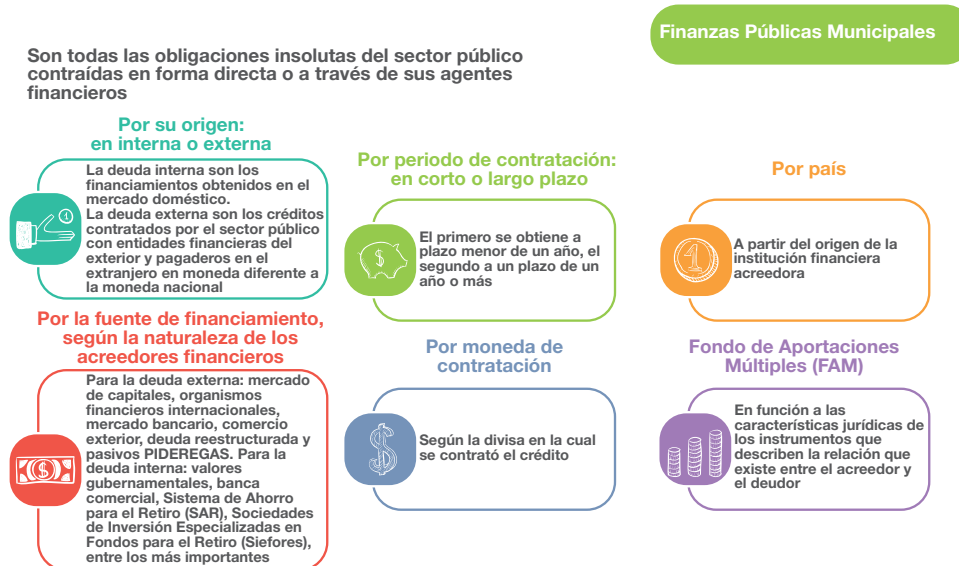 Finanzas Públicas Municipales
Son todas las obligaciones insolutas del sector público
contraídas en forma directa o a través de sus agentes
financieros
Por su origen:
en interna o externa
La deuda interna son los
financiamientos obtenidos en el
mercado doméstico.
La deuda externa son los créditos
contratados por el sector público
con entidades financieras del
exterior y pagaderos en el
extranjero en moneda diferente a
la moneda nacional
Por periodo de contratación:
en corto o largo plazo
El primero se obtiene a
plazo menor de un año, el
segundo a un plazo de un
año o más
Por país
A partir del origen de la
institución financiera
acreedora
Por la fuente de financiamiento,
según la naturaleza de los
acreedores financieros
Para la deuda externa: mercado
de capitales, organismos
financieros internacionales,
mercado bancario, comercio
exterior, deuda reestructurada y
pasivos PIDEREGAS. Para la
deuda interna: valores
gubernamentales, banca
comercial, Sistema de Ahorro
para el Retiro (SAR), Sociedades
de Inversión Especializadas en
Fondos para el Retiro (Siefores),
entre los más importantes
Por moneda de
contratación
Según la divisa en la cual
se contrató el crédito
Fondo de Aportaciones
Múltiples (FAM)
En función a las
características jurídicas de
los instrumentos que
describen la relación que
existe entre el acreedor y
el deudor